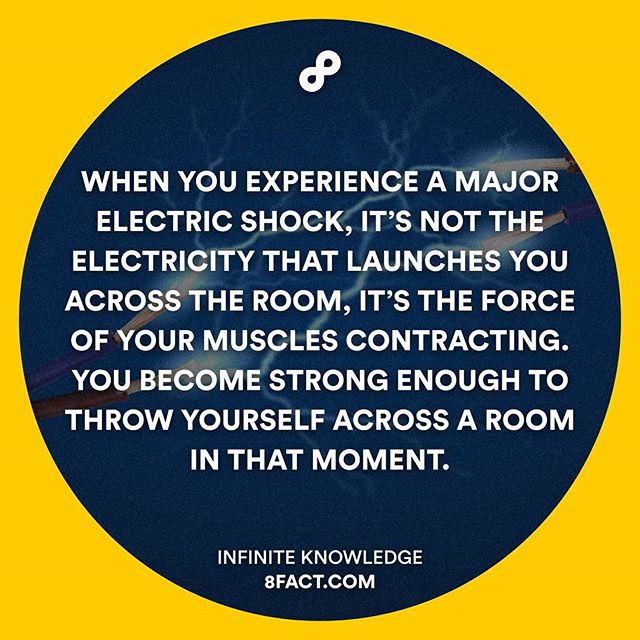 WHEN YOU EXPERIENCE A MAJOR
ELECTRIC SHOCK, IT'S NOT THE
ELECTRICITY THAT LAUNCHES YOU
ACROSS THE ROOM, IT'S THE FORCE
OF YOUR MUSCLES CONTRACTING.
YOU BECOME STRONG ENOUGH TO
THROW YOURSELF ACROSS A ROOM
IN THAT MOMENT.
INFINITE KNOWLEDGE
8FACT.COM